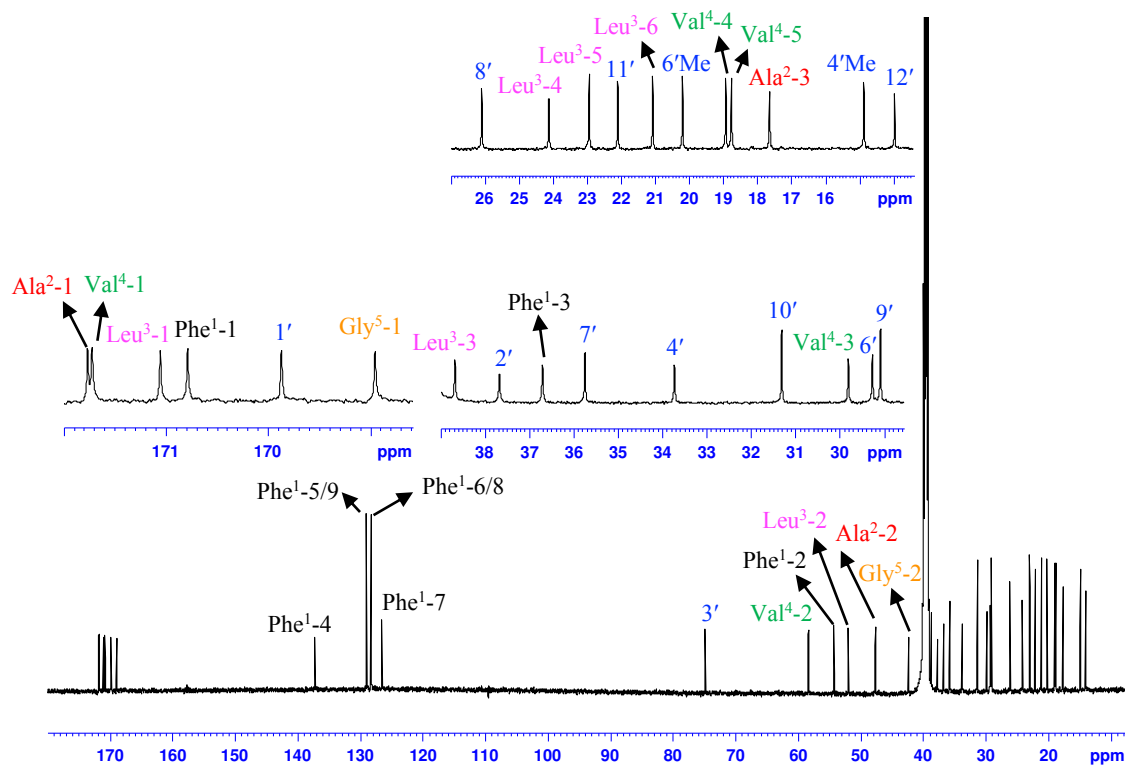 Leu³-6 Val⁴-4 Val⁴-5
8′ Leu³-4 Leu³-5 11′ 6′Me Ala²-3 4′Me 12′
26 25 24 23 22 21 20 19 18 17 16 ppm
Ala²-1 Val⁴-1
Leu³-1 Phe¹-1 1′ Gly⁵-1
171 170 ppm
Leu³-3 2′ Phe¹-3 7′ 4′ 10′ Val⁴-3 6′ 9′
38 37 36 35 34 33 32 31 30 ppm
Phe¹-5/9 Phe¹-6/8
Phe¹-4 Phe¹-7
3′ Val⁴-2 Phe¹-2 Leu³-2 Ala²-2 Gly⁵-2
170 160 150 140 130 120 110 100 90 80 70 60 50 40 30 20 ppm